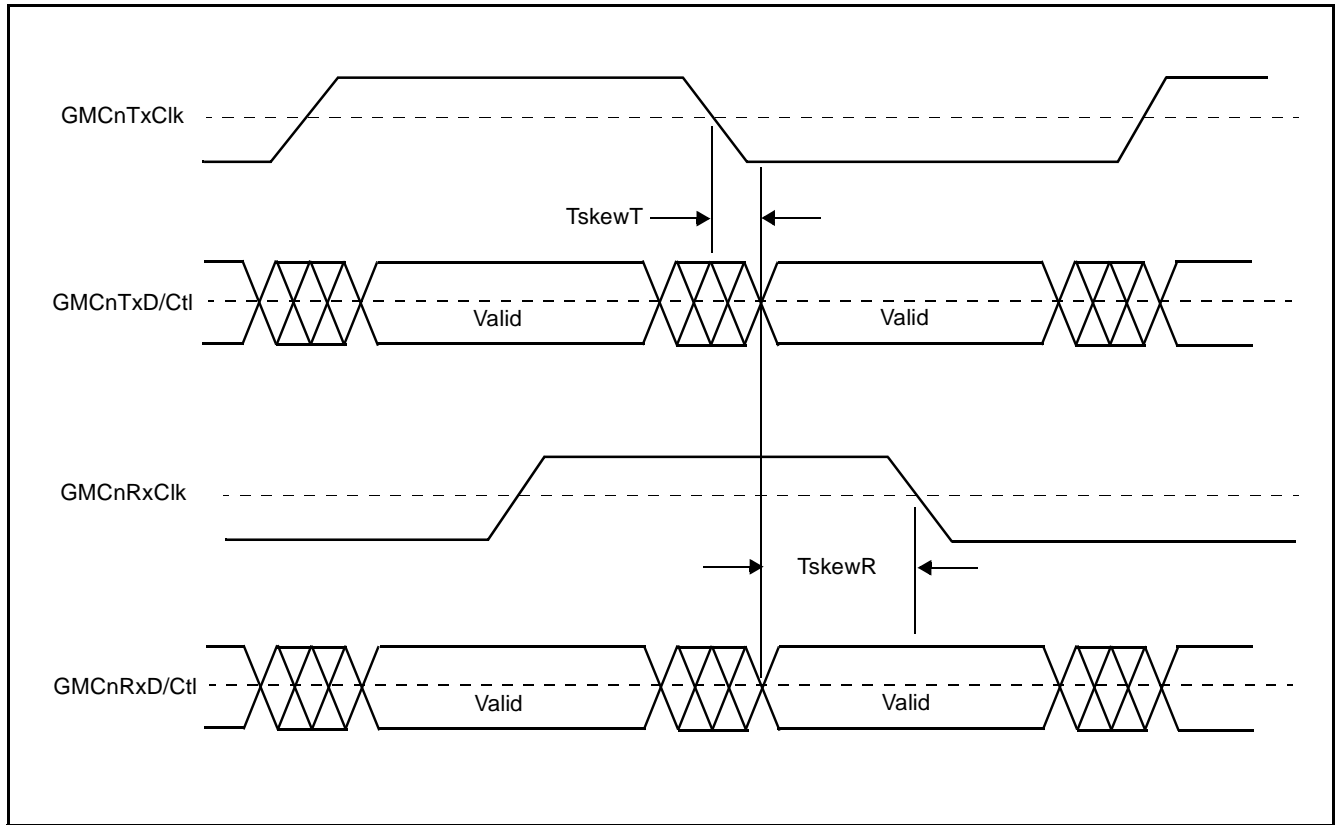 GMCnTxClk
TskewT
GMCnTxD/Ctl
Valid
Valid
GMCnRxClk
TskewR
GMCnRxD/Ctl
Valid
Valid